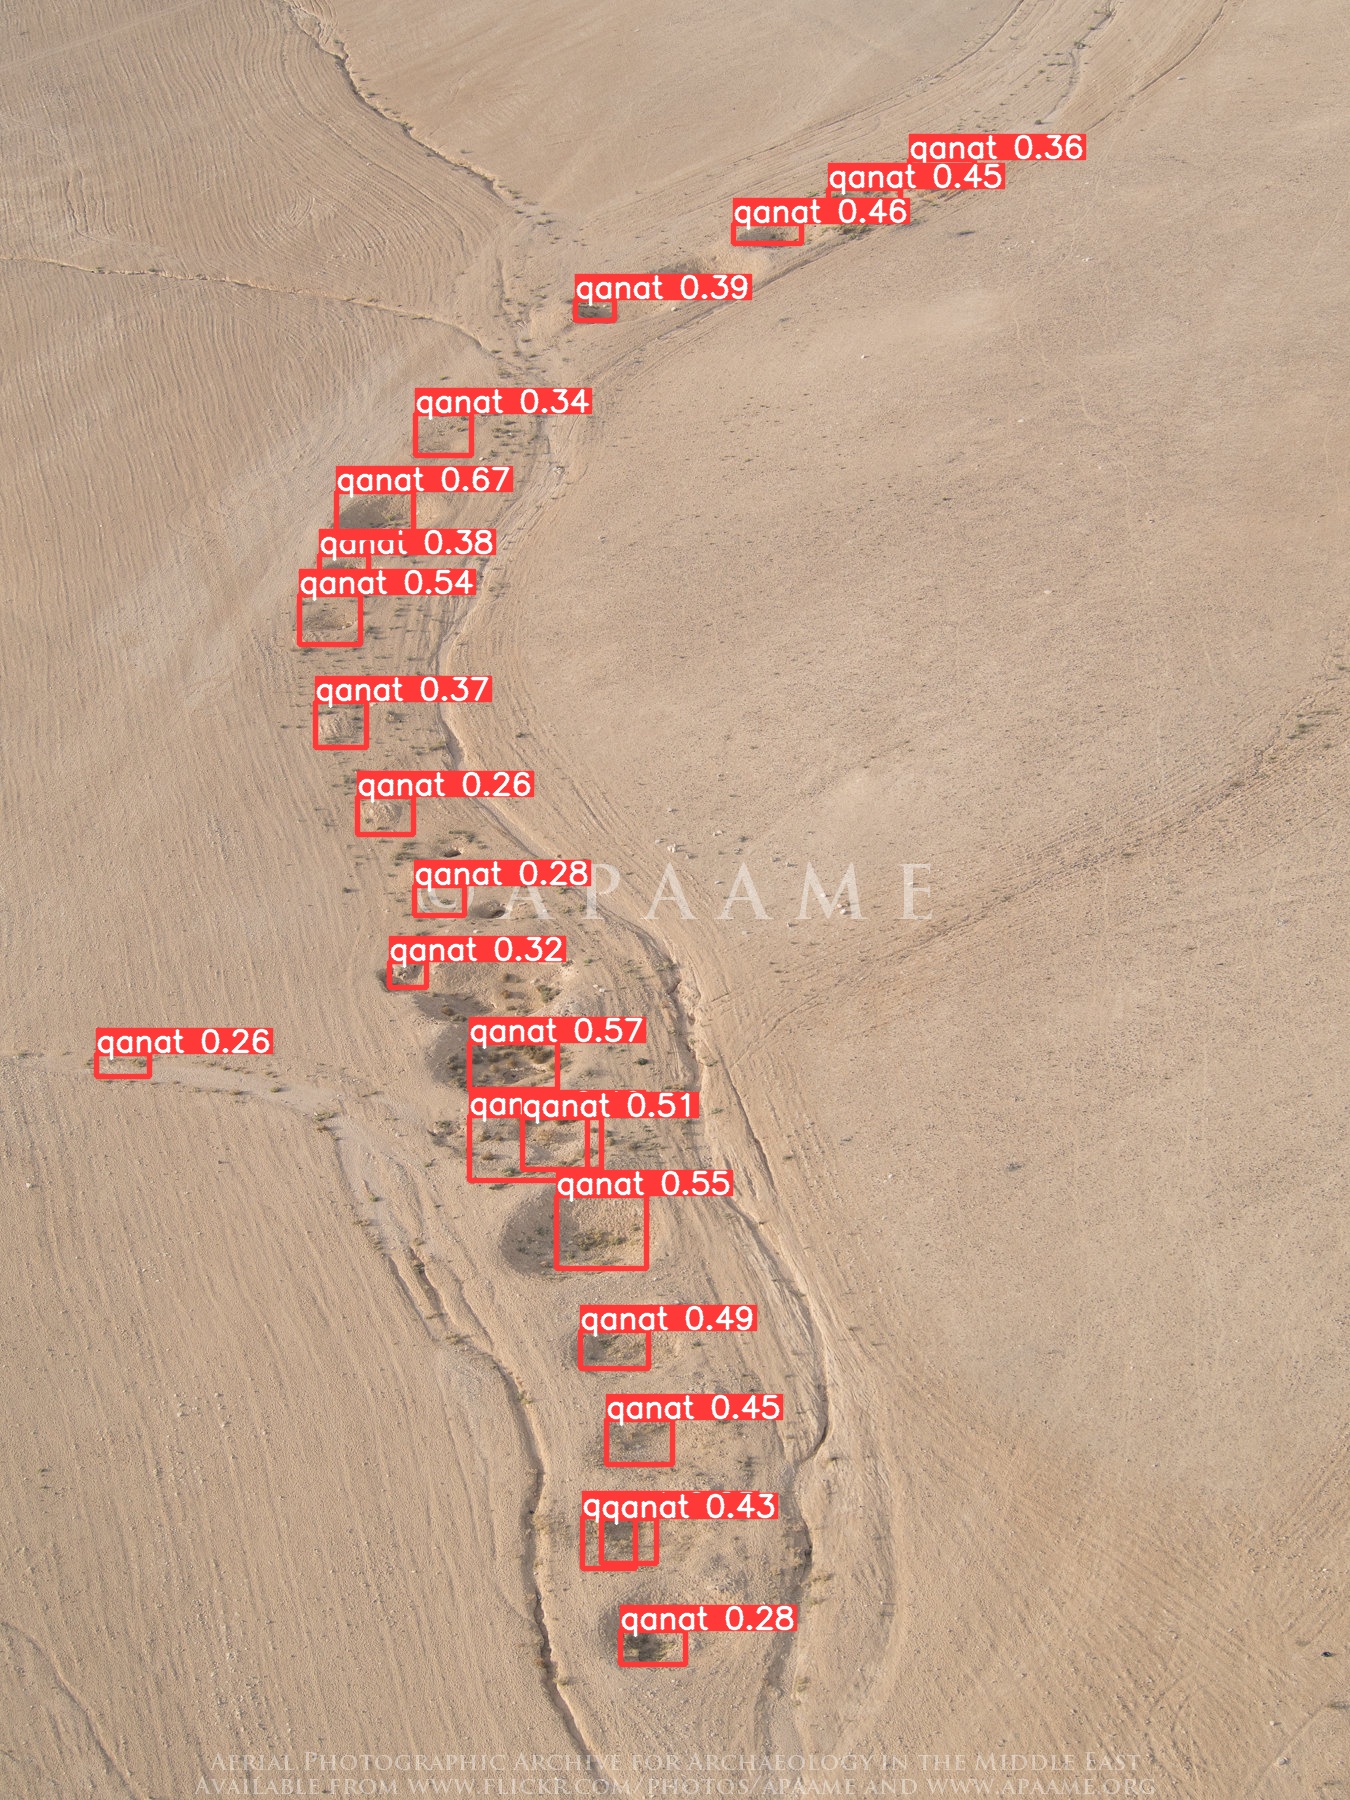 qanat 0.36
qanat 0.45
qanat 0.46
qanat 0.39
qanat 0.34
qanat 0.67
qanat 0.38
qanat 0.54
qanat 0.37
qanat 0.26
qanat 0.28
© APAAME
qanat 0.32
qanat 0.57
qanat 0.26
qanqanat 0.51
qanat 0.55
qanat 0.49
qanat 0.45
qqanat 0.43
qanat 0.28
Aerial Photographic Archive for Archaeology in the Middle East
Available from www.flickr.com/photos/apaame and www.apaame.org